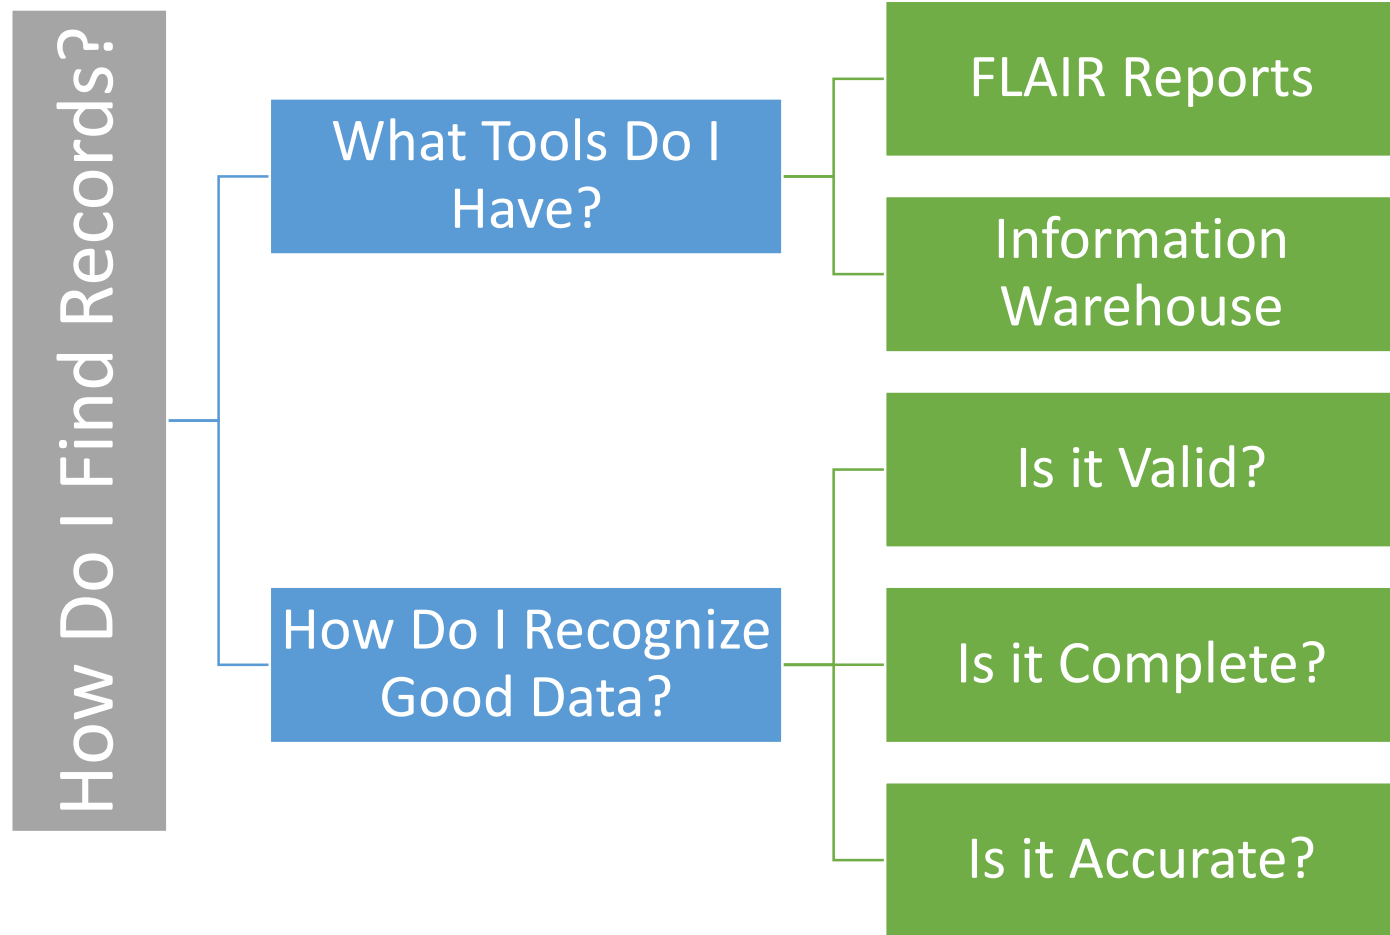 How Do I Find Records?
What Tools Do I
Have?
FLAIR Reports
Information
Warehouse
How Do I Recognize
Good Data?
Is it Valid?
Is it Complete?
Is it Accurate?